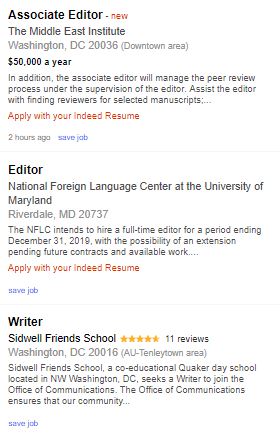 Associate Editor - new
The Middle East Institute
Washington, DC 20036 (Downtown area)
$50,000 a year
In addition, the associate editor will manage the peer review
process under the supervision of the editor. Assist the editor
with finding reviewers for selected manuscripts;...
Apply with your Indeed Resume
2 hours ago save job
Editor
National Foreign Language Center at the University of
Maryland
Riverdale, MD 20737
The NFLC intends to hire a full-time editor for a period ending
December 31, 2019, with the possibility of an extension
pending future contracts and available work....
Apply with your Indeed Resume
save job
Writer
Sidwell Friends School 11 reviews
Washington, DC 20016 (AU-Tenleytown area)
Sidwell Friends School, a co-educational Quaker day school
located in NW Washington, DC, seeks a Writer to join the
Office of Communications. The Office of Communications
ensures that our community...
save job